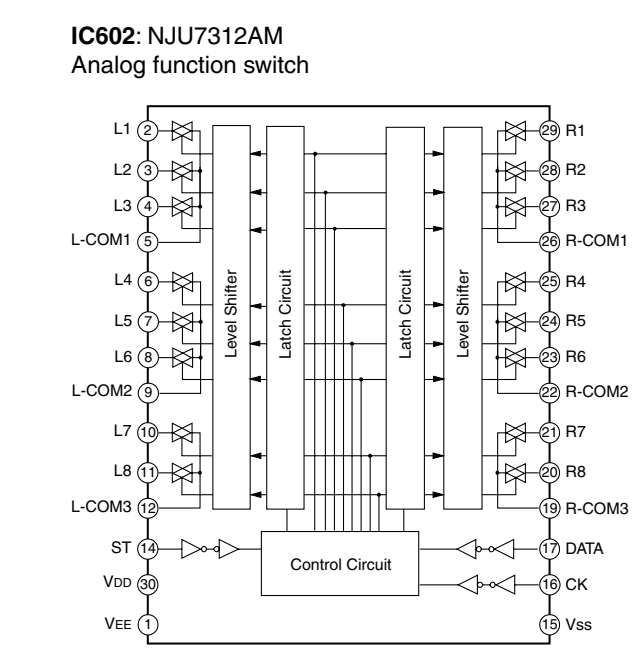 IC602: NJU7312AM
Analog function switch
L1 2 29 R1
L2 3 28 R2
L3 4 27 R3
L-COM1 5 26 R-COM1
L4 6 25 R4
L5 7 24 R5
L6 8 23 R6
L-COM2 9 22 R-COM2
L7 10 21 R7
L8 11 20 R8
L-COM3 12 19 R-COM3
Level Shifter
Latch Circuit
Latch Circuit
Level Shifter
ST 14 17 DATA
Control Circuit
VDD 30 16 CK
VEE 1 15 Vss